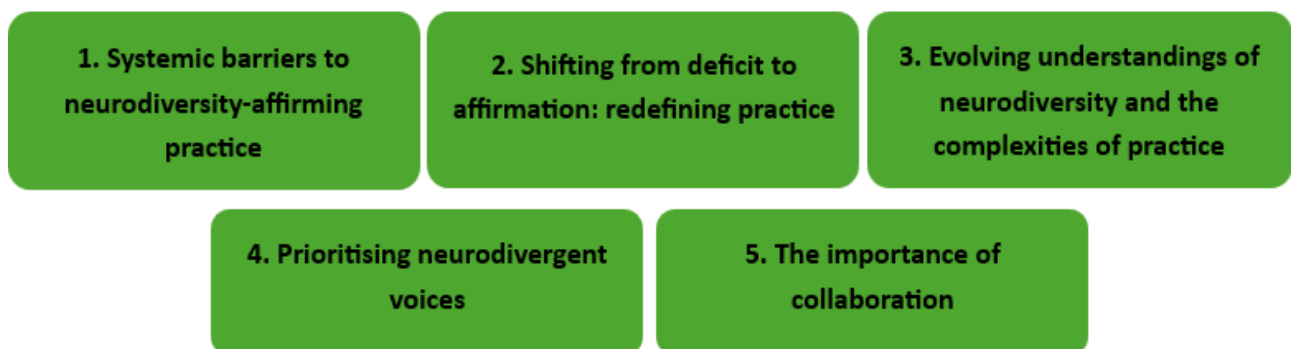 1. Systemic barriers to
neurodiversity-affirming
practice
2. Shifting from deficit to
affirmation: redefining practice
3. Evolving understandings of
neurodiversity and the
complexities of practice
4. Prioritising neurodivergent
voices
5. The importance of
collaboration